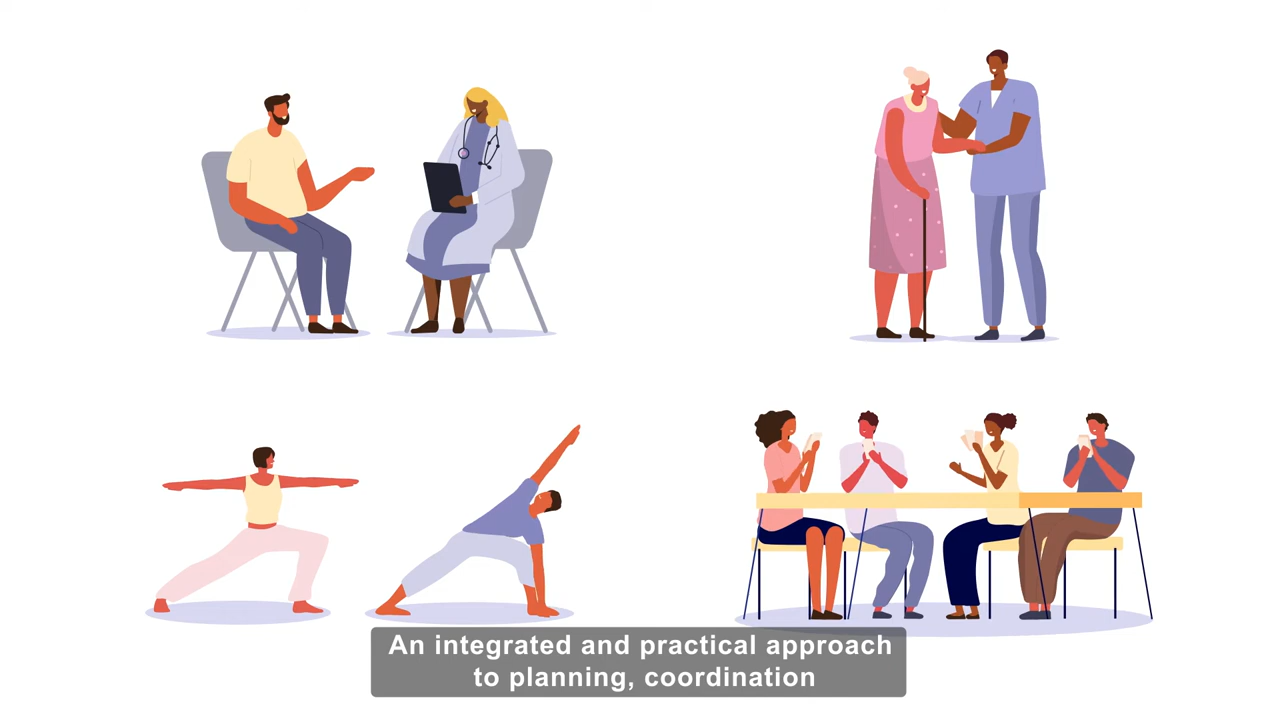 An integrated and practical approach
to planning, coordination